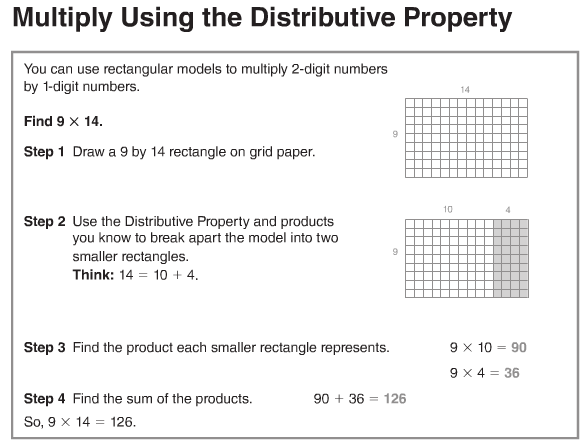 Multiply Using the Distributive Property
You can use rectangular models to multiply 2-digit numbers
by 1-digit numbers.
14
Find 9 × 14.
9
Step 1 Draw a 9 by 14 rectangle on grid paper.
10 4
Step 2 Use the Distributive Property and products
you know to break apart the model into two
smaller rectangles.
9
Think: 14 = 10 + 4.
Step 3 Find the product each smaller rectangle represents. 9 × 10 = 90
9 × 4 = 36
Step 4 Find the sum of the products. 90 + 36 = 126
So, 9 × 14 = 126.